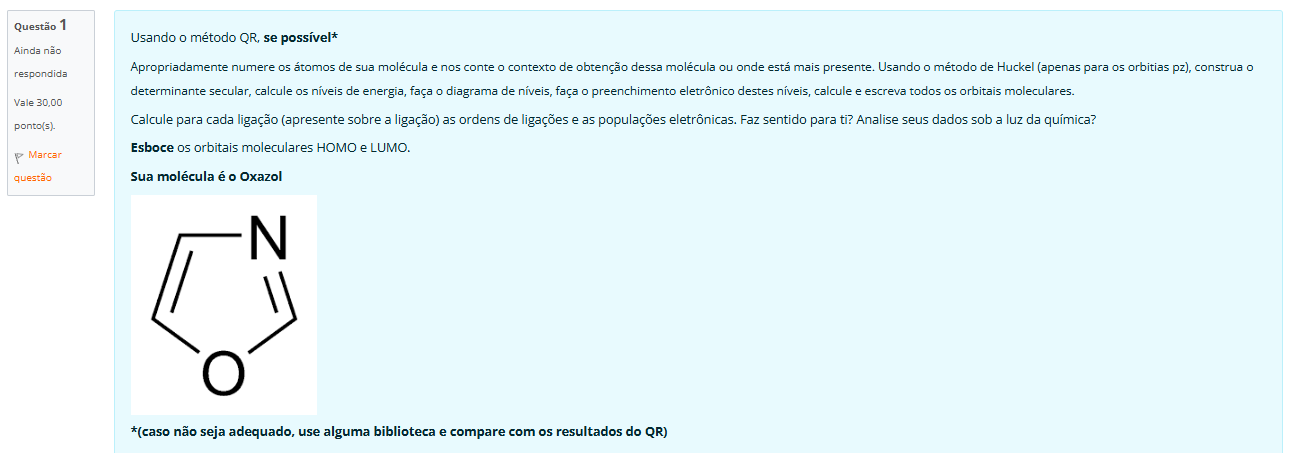 Questão 1
Ainda não
respondida
Vale 30,00
ponto(s).
Marcar
questão
Usando o método QR, se possível*
Apropriadamente numere os átomos de sua molécula e nos conte o contexto de obtenção dessa molécula ou onde está mais presente. Usando o método de Huckel (apenas para os orbitias pz), construa o
determinante secular, calcule os níveis de energia, faça o diagrama de níveis, faça o preenchimento eletrônico destes níveis, calcule e escreva todos os orbitais moleculares.
Calcule para cada ligação (apresente sobre a ligação) as ordens de ligações e as populações eletrônicas. Faz sentido para ti? Analise seus dados sob a luz da química?
Esboce os orbitais moleculares HOMO e LUMO.
Sua molécula é o Oxazol
N
O
*(caso não seja adequado, use alguma biblioteca e compare com os resultados do QR)